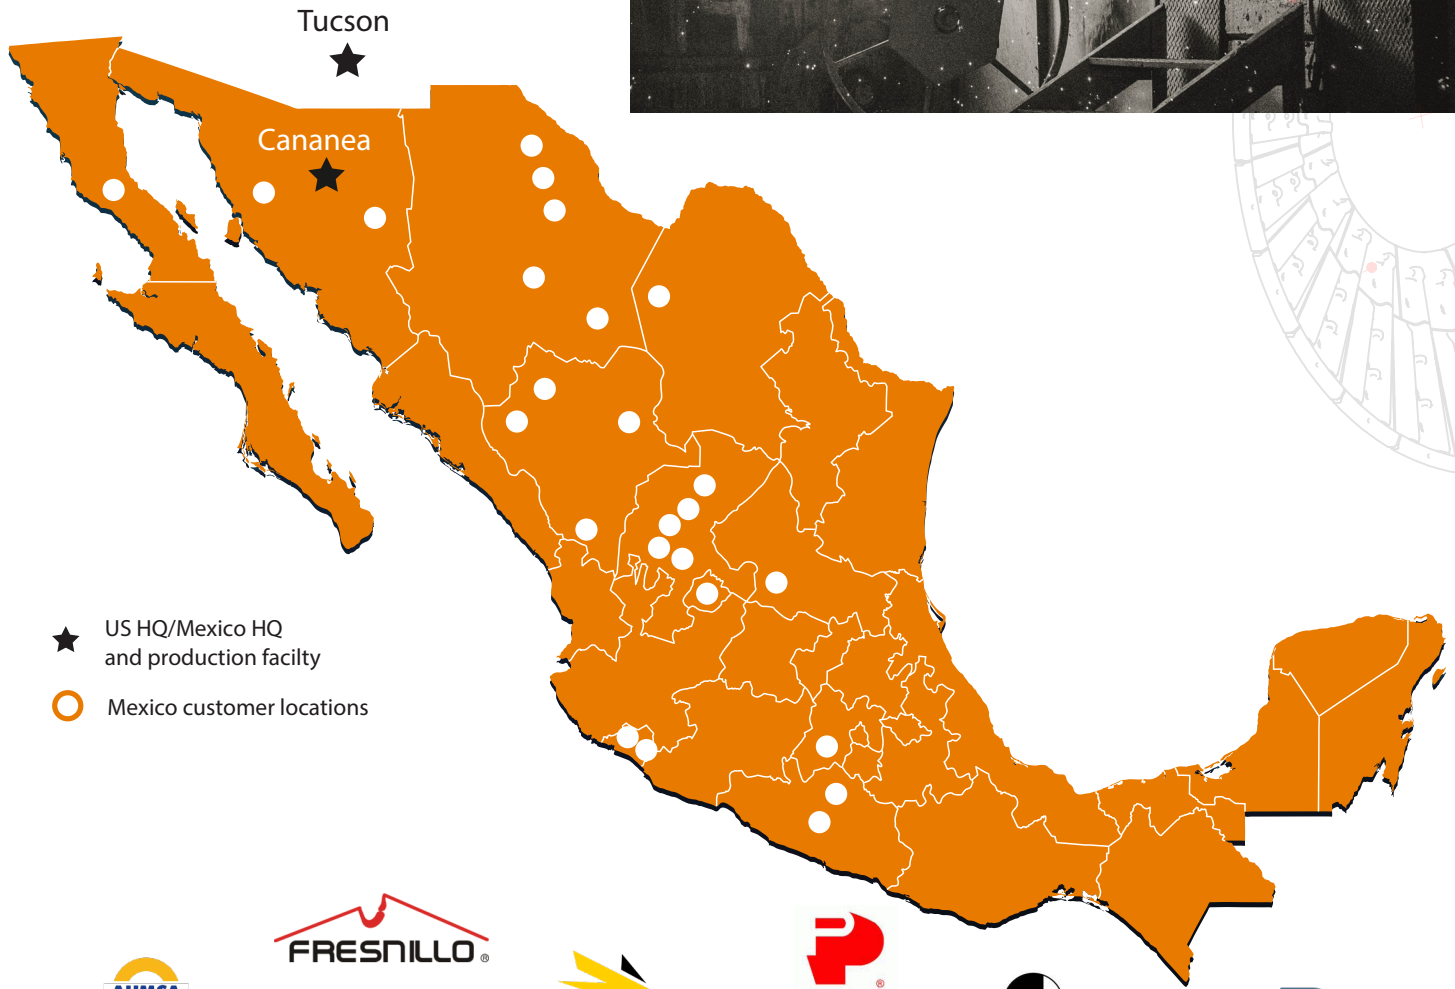 Tucson
Cananea
US HQ/Mexico HQ
and production facilty
Mexico customer locations
FRESNILLO ®
®